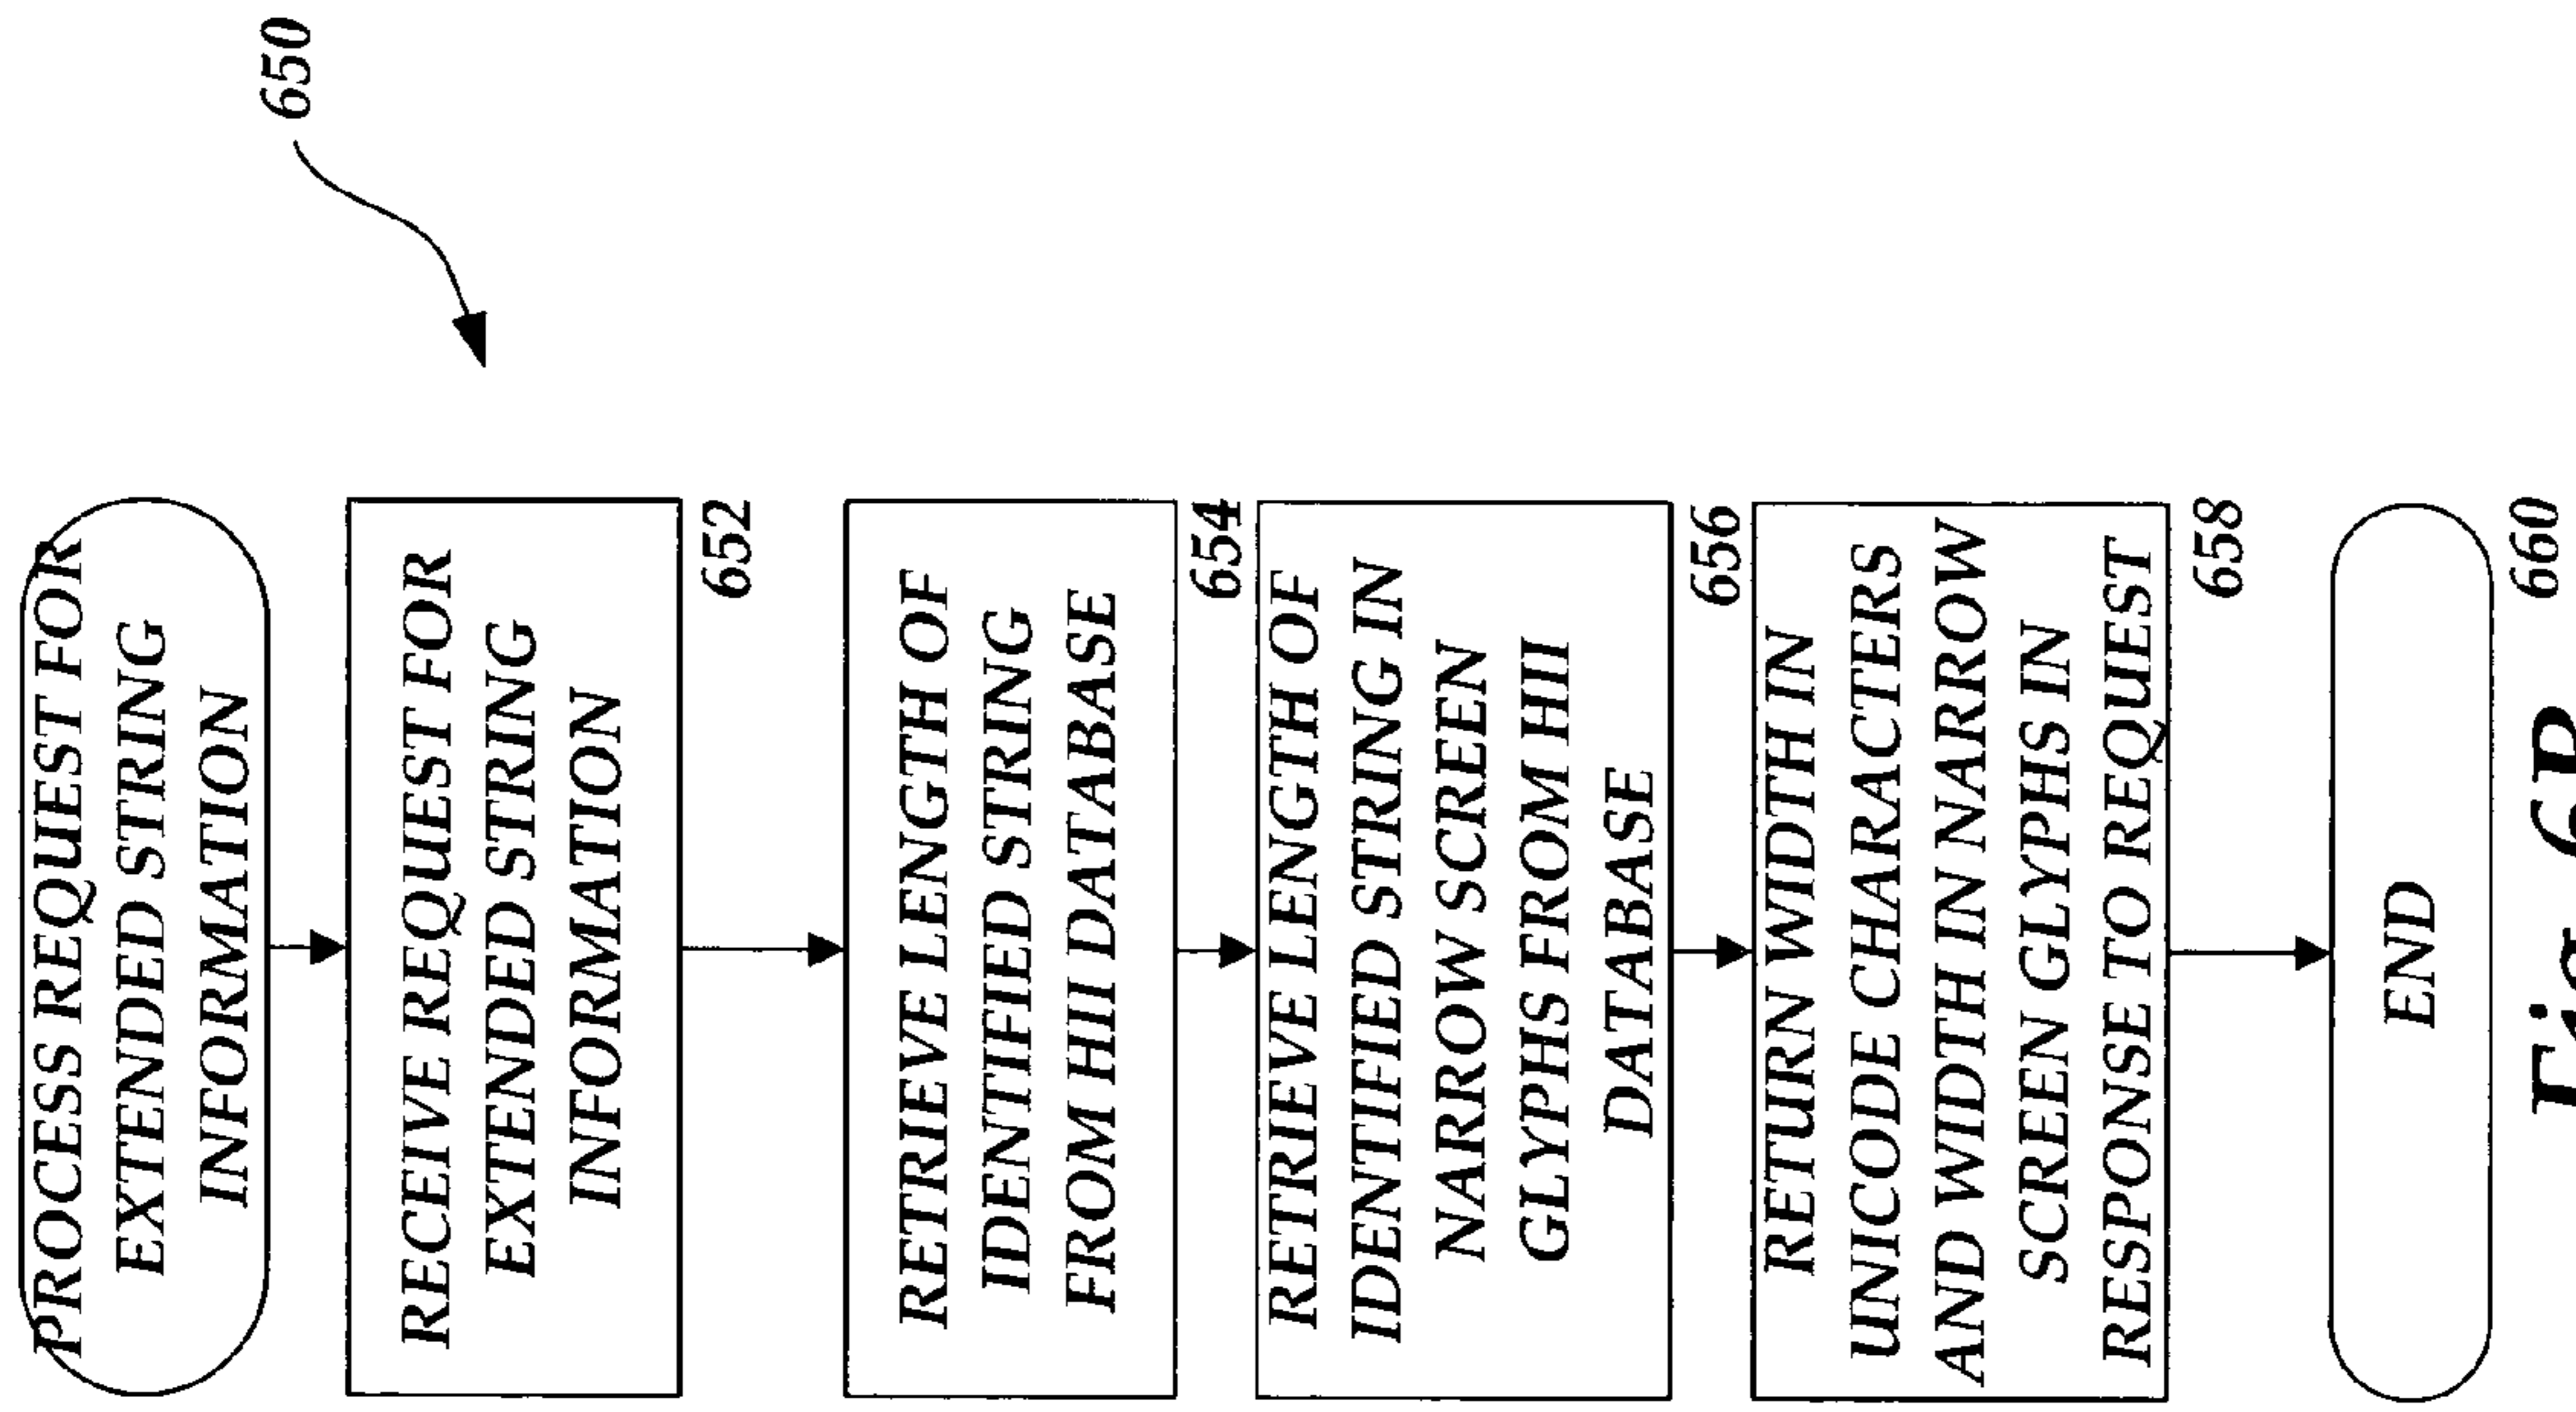 650
PROCESS REQUEST FOR
EXTENDED STRING
INFORMATION
RECEIVE REQUEST FOR
EXTENDED STRING
INFORMATION
652
RETRIEVE LENGTH OF
IDENTIFIED STRING
FROM HII DATABASE
654
RETRIEVE LENGTH OF
IDENTIFIED STRING IN
NARROW SCREEN
GLYPHS FROM HII
DATABASE
656
RETURN WIDTH IN
UNICODE CHARACTERS
AND WIDTH IN NARROW
SCREEN GLYPHS IN
RESPONSE TO REQUEST
658
END
660